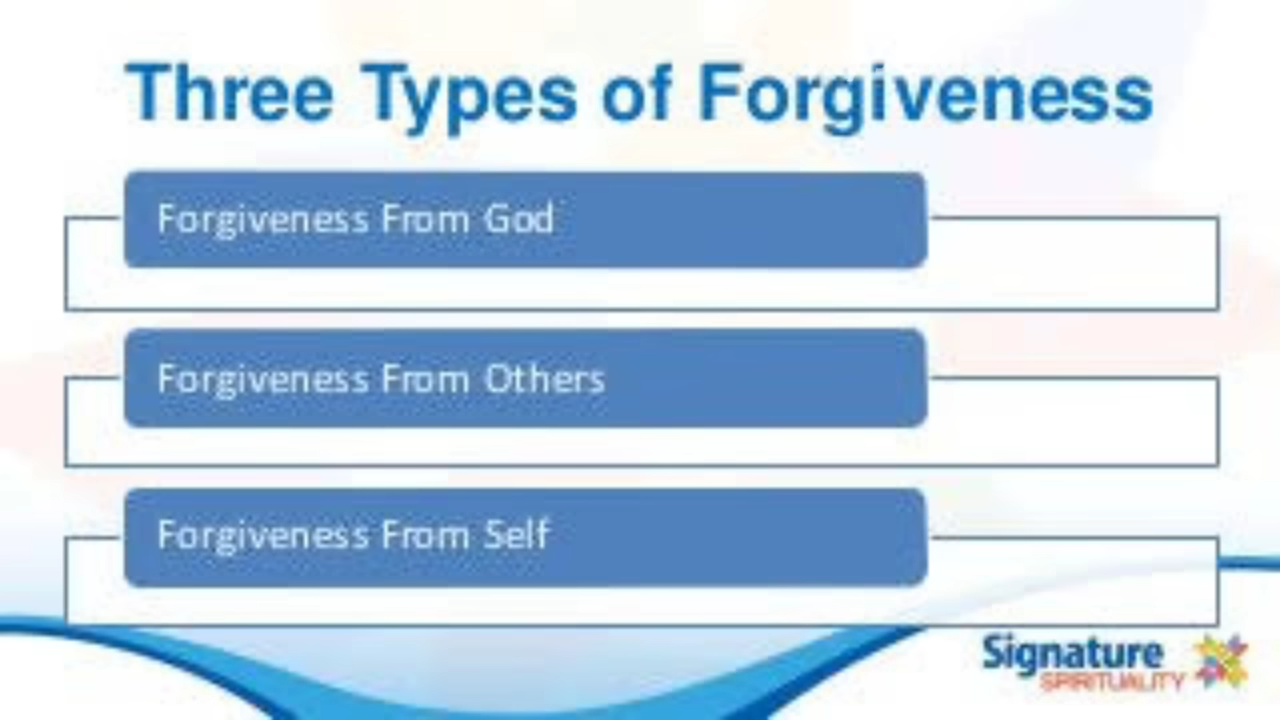 Three Types of Forgiveness
Forgiveness From God
Forgiveness From Others
Forgiveness From Self
Signature
SPIRITUALITY